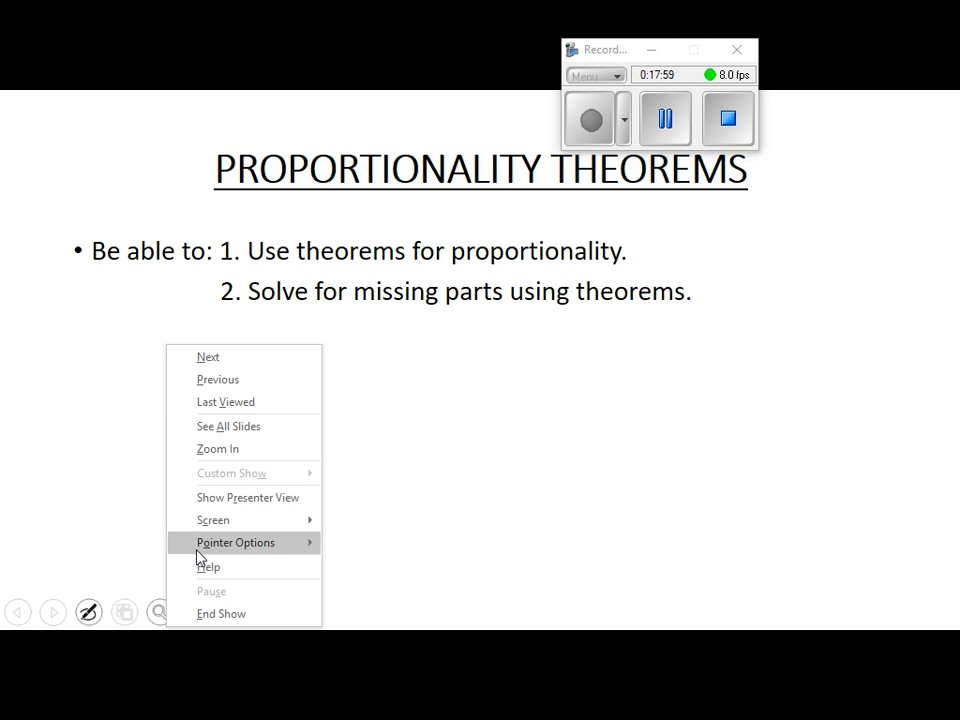 Record...
Menu
0:17:59
8.0 fps
PROPORTIONALITY THEOREMS
• Be able to: 1. Use theorems for proportionality.
2. Solve for missing parts using theorems.
Next
Previous
Last Viewed
See All Slides
Zoom In
Custom Show
Show Presenter View
Screen
Pointer Options
Help
Pause
End Show